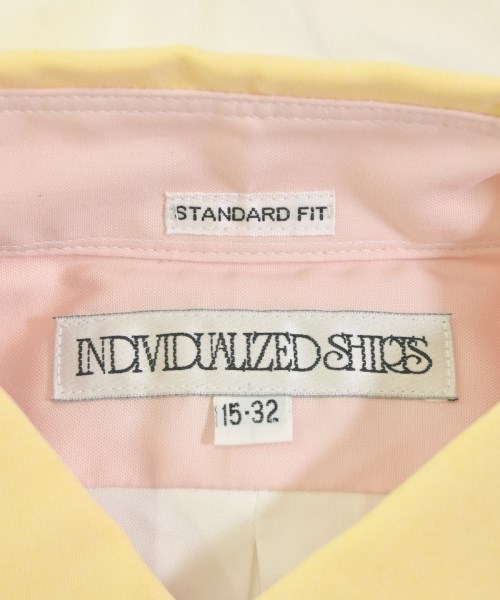 STANDARD FIT
INDIVIDUALIZED SHIRTS
15-32